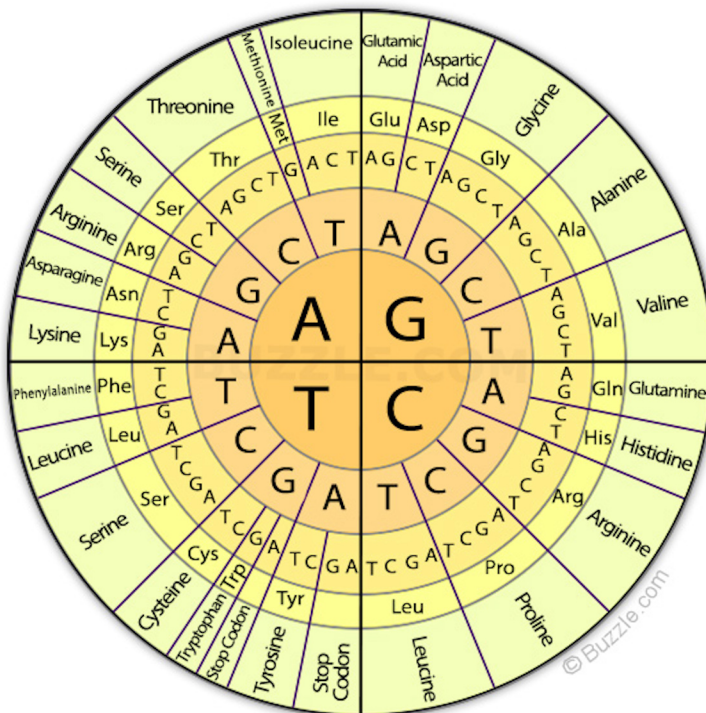 Glutamic
Acid
Aspartic
Acid
Glycine
Alanine
Valine
Glutamine
Histidine
Arginine
Proline
Leucine
Stop
Codon
Tyrosine
Stop Codon
Tryptophan
Cysteine
Serine
Leucine
Phenylalanine
Lysine
Asparagine
Arginine
Serine
Threonine
Methionine
Isoleucine
Glu
Asp
Gly
Ala
Val
Gln
His
Arg
Pro
Leu
Tyr
Trp
Cys
Ser
Leu
Phe
Lys
Asn
Arg
Ser
Thr
Met
Ile
A G
C T
A G C T
A G C T
A G C T
A G
C T
A G C T
A G C T
A G C T
A G
C T
A
G
C T
A G C T
A G
C T
A G
C T
A G
C T
A G C T
G
A C T
A G C T
A G C T
A G C T
A G C T
A G
T C
BUZZLE.COM
© Buzzle.com